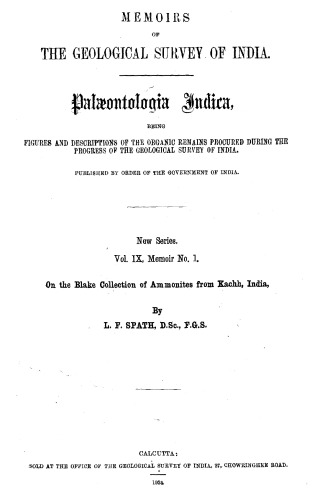 MEMOIRS
OF
THE GEOLOGICAL SURVEY OF INDIA.
Palæontologia Indica,
BEING
FIGURES AND DESCRIPTIONS OF THE ORGANIC REMAINS PROCURED DURING THE
PROGRESS OF THE GEOLOGICAL SURVEY OF INDIA.
PUBLISHED BY ORDER OF THE GOVERNMENT OF INDIA.
New Series.
Vol. IX, Memoir No. 1.
On the Blake Collection of Ammonites from Kachh, India,
By
L. F. SPATH, D.Sc., F.G.S.
CALCUTTA:
SOLD AT THE OFFICE OF THE GEOLOGICAL SURVEY OF INDIA, 27, CHOWRINGHEE ROAD.
1924.